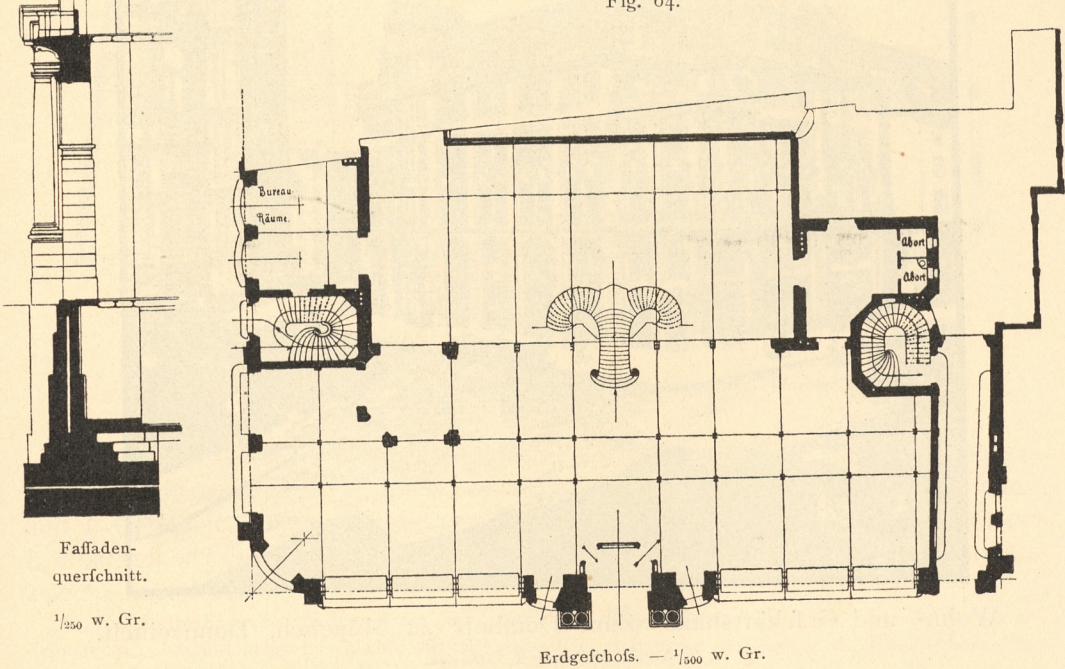 Fig. 64.
Bureau-
Räume.
Abort
Abort
Faſſaden-
querſchnitt.
1/250 w. Gr.
Erdgeſchoſs. — 1/500 w. Gr.